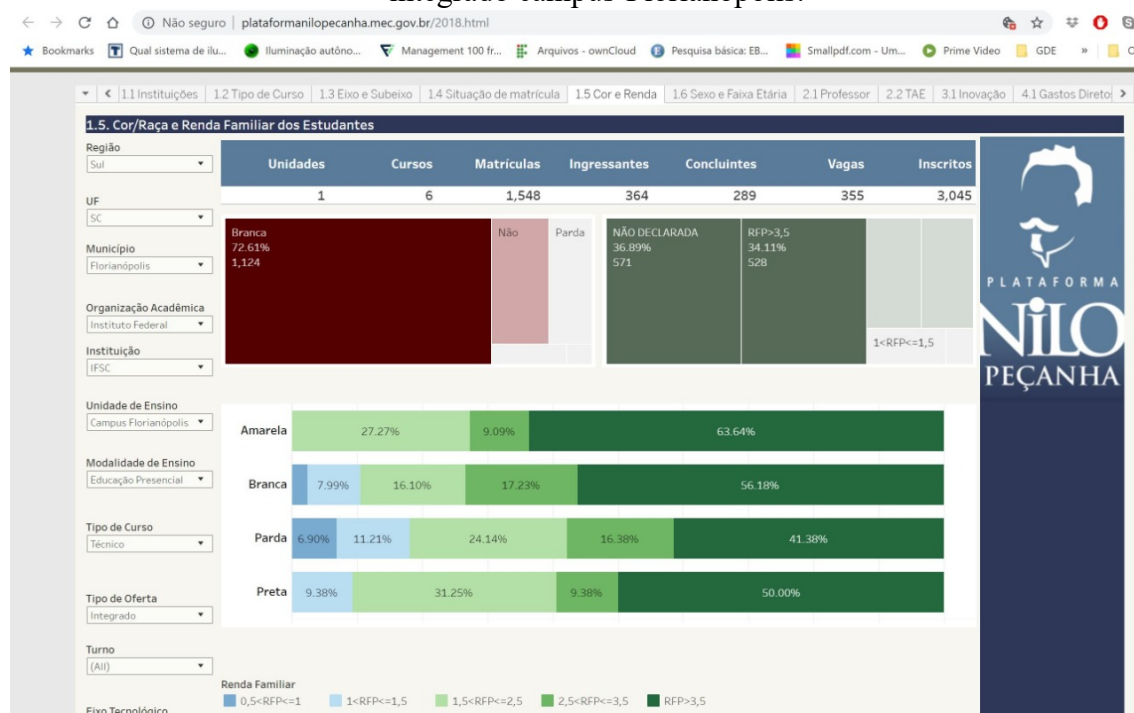 integrado campus Florianópolis.
Não seguro | plataformanilopecanha.mec.gov.br/2018.html
Bookmarks Qual sistema de ilu... Iluminação autôno... Management 100 fr... Arquivos - ownCloud Pesquisa básica: EB... Smallpdf.com - Um... Prime Video GDE »
1.1 Instituições 1.2 Tipo de Curso 1.3 Eixo e Subeixo 1.4 Situação de matrícula 1.5 Cor e Renda 1.6 Sexo e Faixa Etária 2.1 Professor 2.2 TAE 3.1 Inovação 4.1 Gastos Diretos
1.5. Cor/Raça e Renda Familiar dos Estudantes
Região
Sul
UF
SC
Município
Florianópolis
Organização Acadêmica
Instituto Federal
Instituição
IFSC
Unidade de Ensino
Campus Florianópolis
Modalidade de Ensino
Educação Presencial
Tipo de Curso
Técnico
Tipo de Oferta
Integrado
Turno
(All)
Eixo Tecnológico
Unidades Cursos Matrículas Ingressantes Concluintes Vagas Inscritos
1 6 1,548 364 289 355 3,045
Branca
72.61%
1,124
Não
Parda
NÃO DECLARADA
36.89%
571
RFP>3,5
34.11%
528
1<RFP<=1,5
Amarela 27.27% 9.09% 63.64%
Branca 7.99% 16.10% 17.23% 56.18%
Parda 6.90% 11.21% 24.14% 16.38% 41.38%
Preta 9.38% 31.25% 9.38% 50.00%
Renda Familiar
0,5<RFP<=1 1<RFP<=1,5 1,5<RFP<=2,5 2,5<RFP<=3,5 RFP>3,5
PLATAFORMA
NILO
PEÇANHA